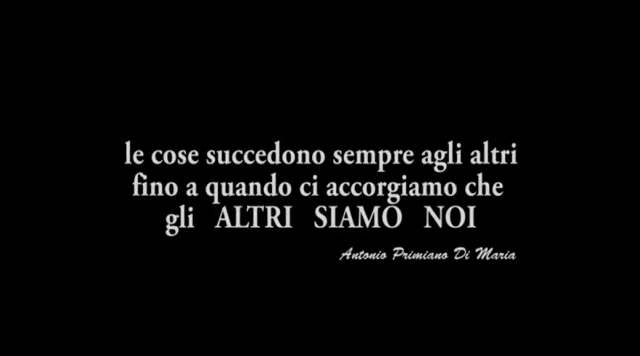 le cose succedono sempre agli altri
fino a quando ci accorgiamo che
gli ALTRI SIAMO NOI
Antonio Primiano Di Maria